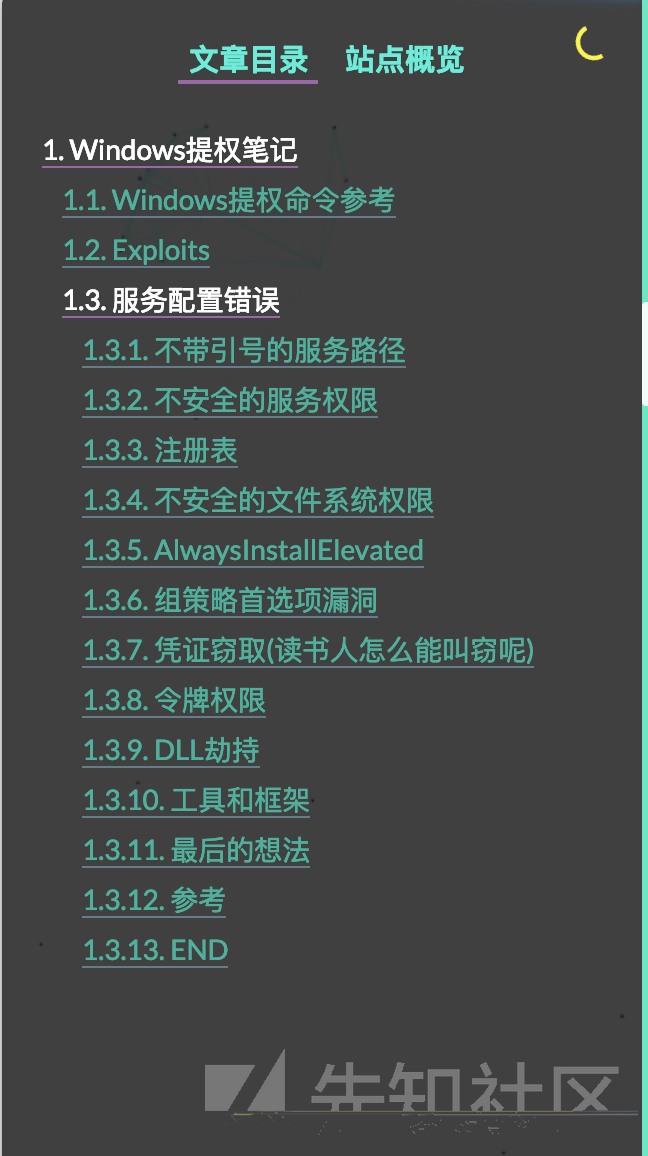 文章目录 站点概览
1. Windows提权笔记
1.1. Windows提权命令参考
1.2. Exploits
1.3. 服务配置错误
1.3.1. 不带引号的服务路径
1.3.2. 不安全的服务权限
1.3.3. 注册表
1.3.4. 不安全的文件系统权限
1.3.5. AlwaysInstallElevated
1.3.6. 组策略首选项漏洞
1.3.7. 凭证窃取(读书人怎么能叫窃呢)
1.3.8. 令牌权限
1.3.9. DLL劫持
1.3.10. 工具和框架
1.3.11. 最后的想法
1.3.12. 参考
1.3.13. END
先知社区